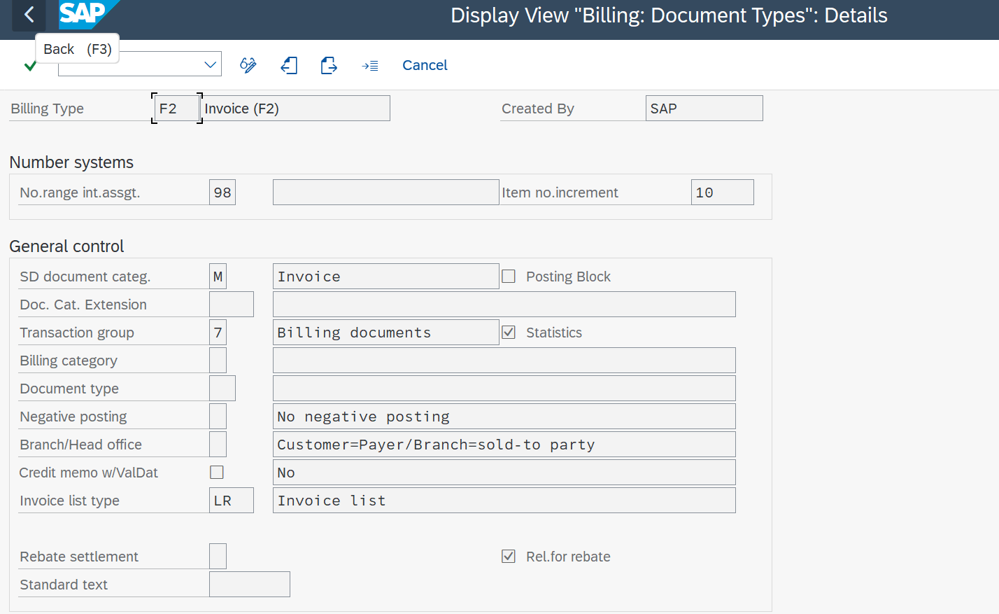 SAP
Display View "Billing: Document Types": Details
Back (F3)
Cancel
Billing Type F2 Invoice (F2) Created By SAP
Number systems
No.range int.assgt. 98 Item no.increment 10
General control
SD document categ. M Invoice Posting Block
Doc. Cat. Extension
Transaction group 7 Billing documents Statistics
Billing category
Document type
Negative posting No negative posting
Branch/Head office Customer=Payer/Branch=sold-to party
Credit memo w/ValDat No
Invoice list type LR Invoice list
Rebate settlement Rel.for rebate
Standard text